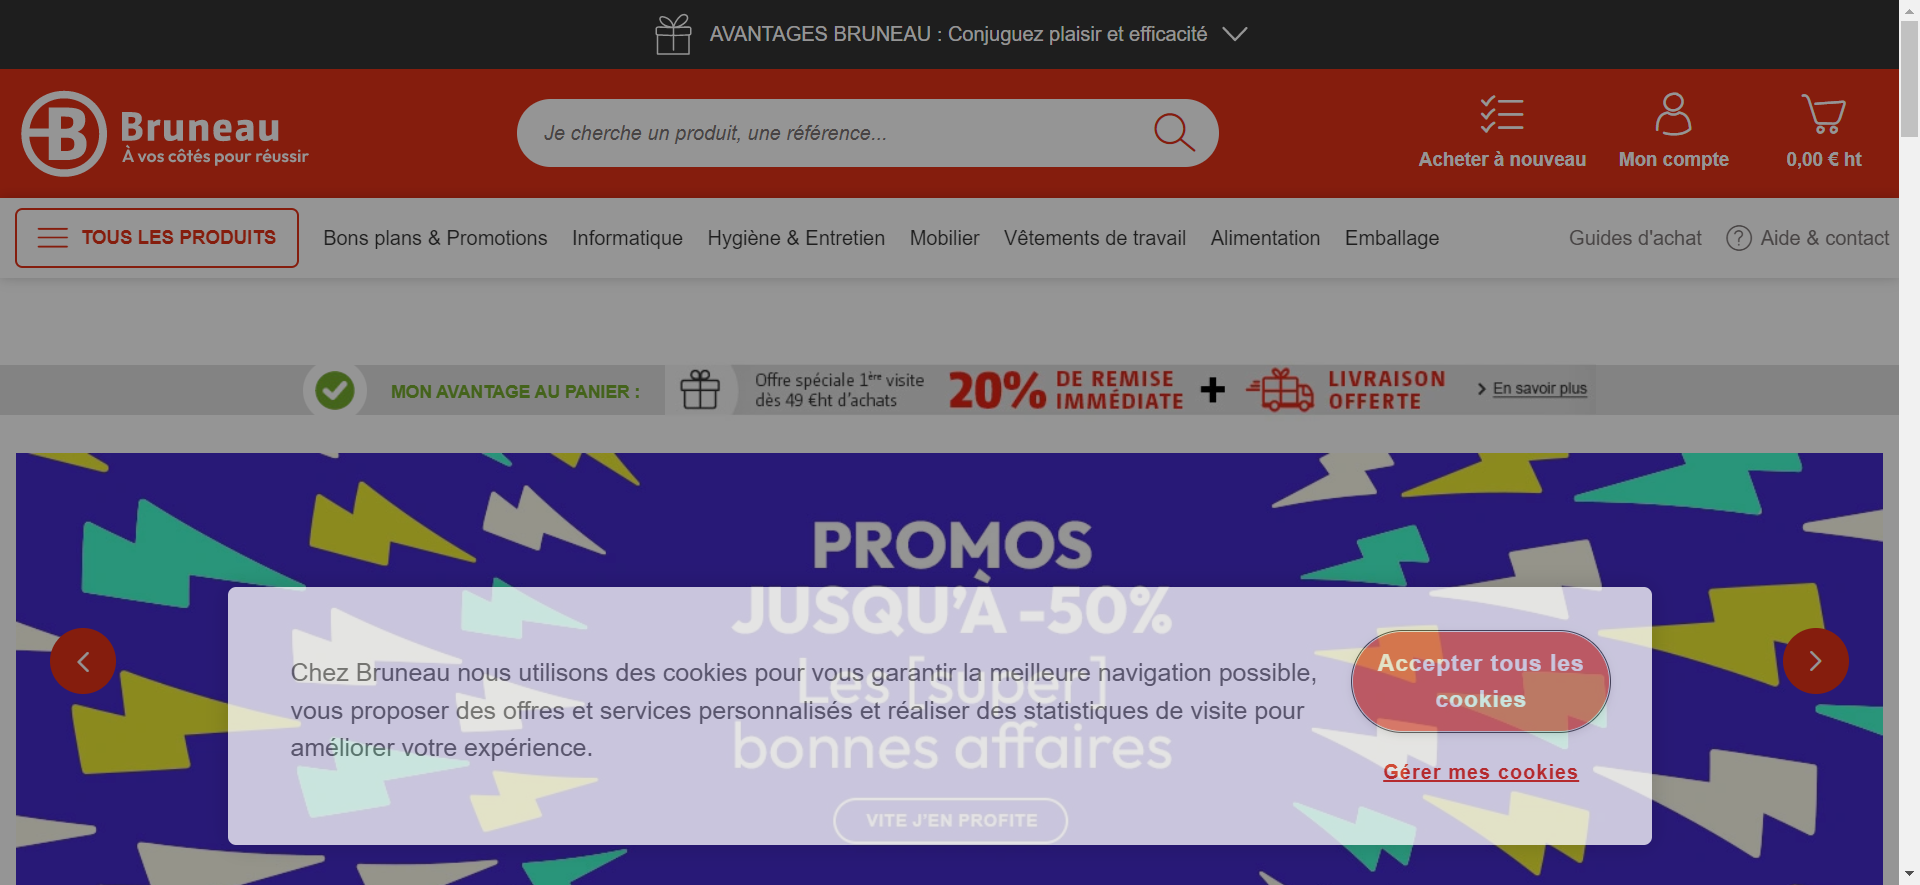 AVANTAGES BRUNEAU : Conjuguez plaisir et efficacité
B Bruneau
À vos côtés pour réussir
Je cherche un produit, une référence...
Acheter à nouveau
Mon compte
0,00 € ht
TOUS LES PRODUITS
Bons plans & Promotions
Informatique
Hygiène & Entretien
Mobilier
Vêtements de travail
Alimentation
Emballage
Guides d'achat
? Aide & contact
MON AVANTAGE AU PANIER :
Offre spéciale 1ère visite
dès 49 €ht d'achats
20%
DE REMISE
IMMÉDIATE
+
LIVRAISON
OFFERTE
En savoir plus
PROMOS
JUSQU'À -50%
Les [super]
bonnes affaires
VITE J'EN PROFITE
Chez Bruneau nous utilisons des cookies pour vous garantir la meilleure navigation possible,
vous proposer des offres et services personnalisés et réaliser des statistiques de visite pour
améliorer votre expérience.
Accepter tous les
cookies
Gérer mes cookies